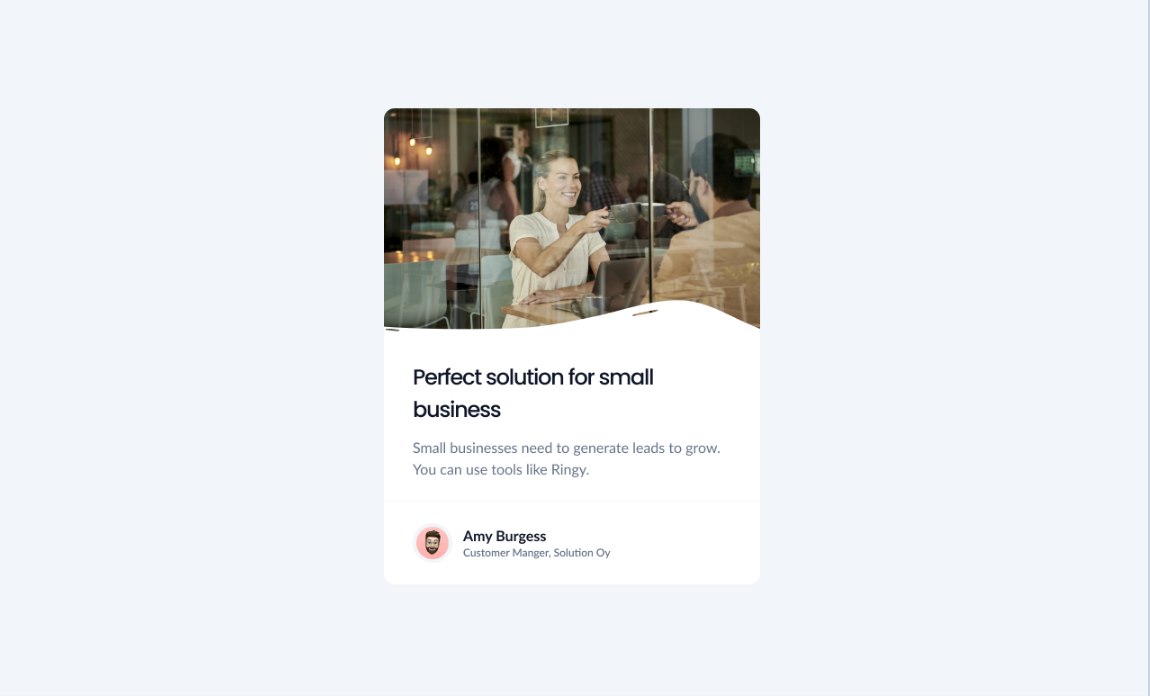 Perfect solution for small
business
Small businesses need to generate leads to grow.
You can use tools like Ringy.
Amy Burgess
Customer Manger, Solution Oy